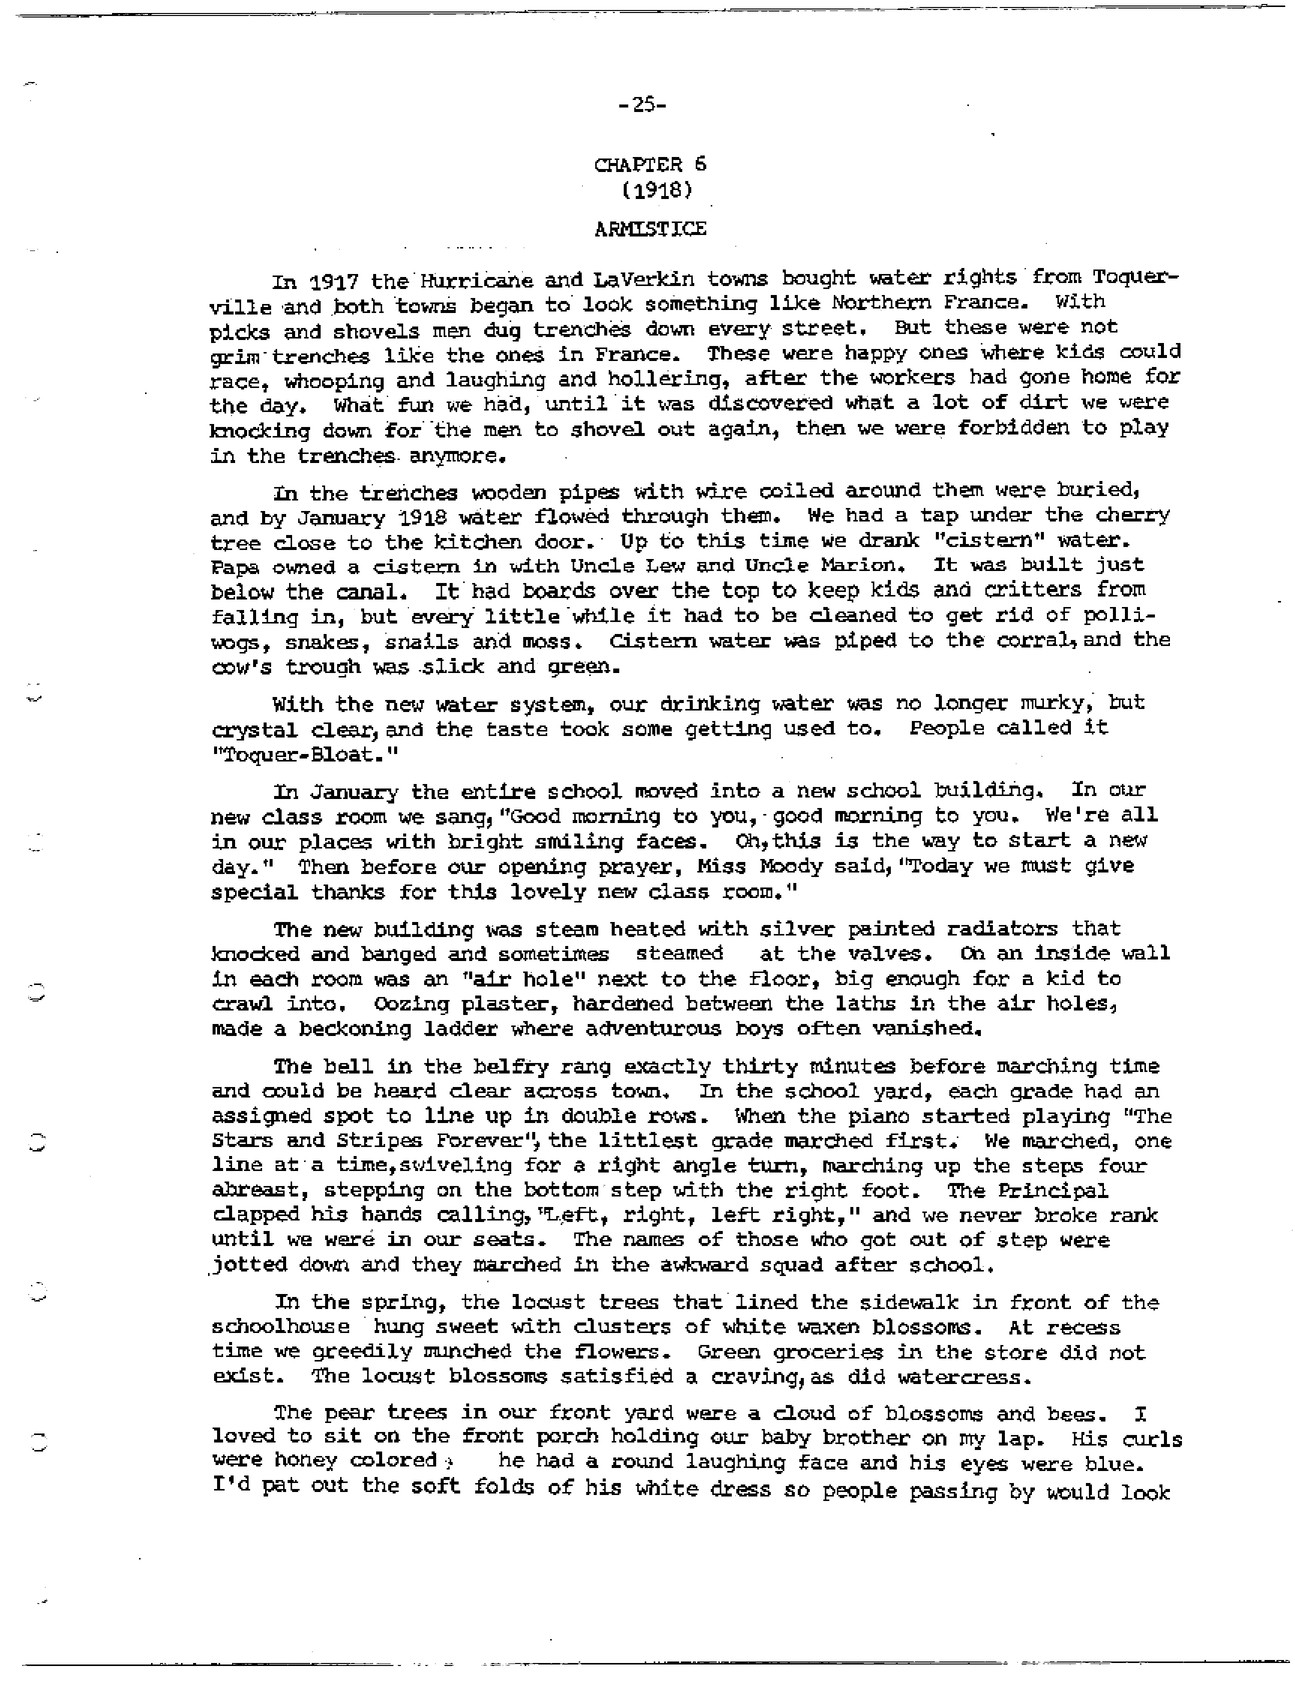 -25-
CHAPTER 6
(1918)
ARMISTICE
In 1917 the Hurricane and LaVerkin towns bought water rights from Toquer-
ville and both towns began to look something like Northern France. With
picks and shovels men dug trenches down every street. But these were not
grim trenches like the ones in France. These were happy ones where kids could
race, whooping and laughing and hollering, after the workers had gone home for
the day. What fun we had, until it was discovered what a lot of dirt we were
knocking down for the men to shovel out again, then we were forbidden to play
in the trenches anymore.
In the trenches wooden pipes with wire coiled around them were buried,
and by January 1918 water flowed through them. We had a tap under the cherry
tree close to the kitchen door. Up to this time we drank "cistern" water.
Papa owned a cistern in with Uncle Lew and Uncle Marion. It was built just
below the canal. It had boards over the top to keep kids and critters from
falling in, but every little while it had to be cleaned to get rid of polli-
wogs, snakes, snails and moss. Cistern water was piped to the corral, and the
cow's trough was slick and green.
With the new water system, our drinking water was no longer murky, but
crystal clear, and the taste took some getting used to. People called it
"Toquer-Bloat."
In January the entire school moved into a new school building. In our
new class room we sang, "Good morning to you, good morning to you. We're all
in our places with bright smiling faces. Oh, this is the way to start a new
day." Then before our opening prayer, Miss Moody said, "Today we must give
special thanks for this lovely new class room."
The new building was steam heated with silver painted radiators that
knocked and banged and sometimes steamed at the valves. On an inside wall
in each room was an "air hole" next to the floor, big enough for a kid to
crawl into. Oozing plaster, hardened between the laths in the air holes,
made a beckoning ladder where adventurous boys often vanished.
The bell in the belfry rang exactly thirty minutes before marching time
and could be heard clear across town. In the school yard, each grade had an
assigned spot to line up in double rows. When the piano started playing "The
Stars and Stripes Forever", the littlest grade marched first. We marched, one
line at a time, swiveling for a right angle turn, marching up the steps four
abreast, stepping on the bottom step with the right foot. The Principal
clapped his hands calling, "Left, right, left right," and we never broke rank
until we were in our seats. The names of those who got out of step were
jotted down and they marched in the awkward squad after school.
In the spring, the locust trees that lined the sidewalk in front of the
schoolhouse hung sweet with clusters of white waxen blossoms. At recess
time we greedily munched the flowers. Green groceries in the store did not
exist. The locust blossoms satisfied a craving, as did watercress.
The pear trees in our front yard were a cloud of blossoms and bees. I
loved to sit on the front porch holding our baby brother on my lap. His curls
were honey colored, he had a round laughing face and his eyes were blue.
I'd pat out the soft folds of his white dress so people passing by would look